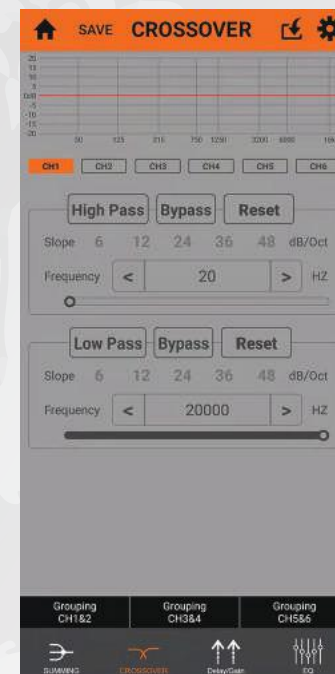 SAVE CROSSOVER
20
15
10
5
0dB
-5
-10
-15
-20
50 125 315 750 1250 3200 8000
CH1 CH2 CH3 CH4 CH5 CH6
High Pass Bypass Reset
Slope 6 12 24 36 48 dB/Oct
Frequency < 20 > HZ
Low Pass Bypass Reset
Slope 6 12 24 36 48 dB/Oct
Frequency < 20000 > HZ
Grouping CH1&2
Grouping CH3&4
Grouping CH5&6
SUMMING CROSSOVER Delay/Gain EQ